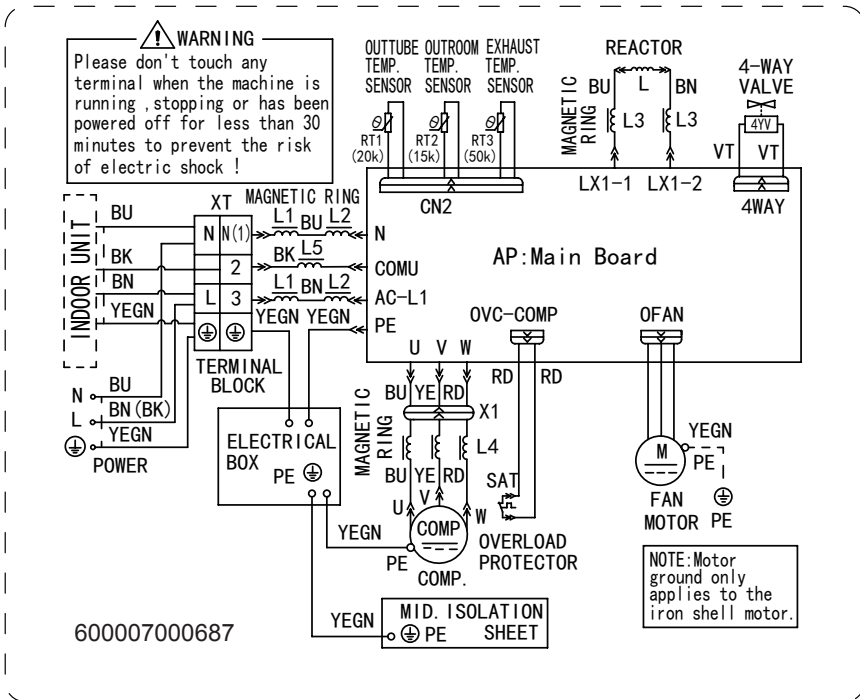 WARNING
Please don't touch any
terminal when the machine is
running ,stopping or has been
powered off for less than 30
minutes to prevent the risk
of electric shock !
OUTTUBE
TEMP.
SENSOR
OUTROOM
TEMP.
SENSOR
EXHAUST
TEMP.
SENSOR
θ
RT1
(20k)
θ
RT2
(15k)
θ
RT3
(50k)
CN2
REACTOR
BU
L
BN
MAGNETIC
RING
L3
L3
LX1-1
LX1-2
4-WAY
VALVE
4YV
VT
VT
4WAY
INDOOR UNIT
BU
BK
BN
YEGN
XT
N
N(1)
2
L
3
TERMINAL
BLOCK
MAGNETIC RING
L1
BU
L2
N
BK
L5
COMU
L1
BN
L2
AC-L1
YEGN
YEGN
PE
AP:Main Board
OVC-COMP
OFAN
U
V
W
N
BU
L
BN(BK)
YEGN
POWER
ELECTRICAL
BOX
PE
MAGNETIC
RING
BU
YE
RD
X1
L4
BU
YE
RD
U
V
W
COMP
PE
COMP.
YEGN
RD
RD
SAT
OVERLOAD
PROTECTOR
M
YEGN
PE
FAN
MOTOR
PE
NOTE:Motor
ground only
applies to the
iron shell motor.
YEGN
MID. ISOLATION
SHEET
PE
600007000687